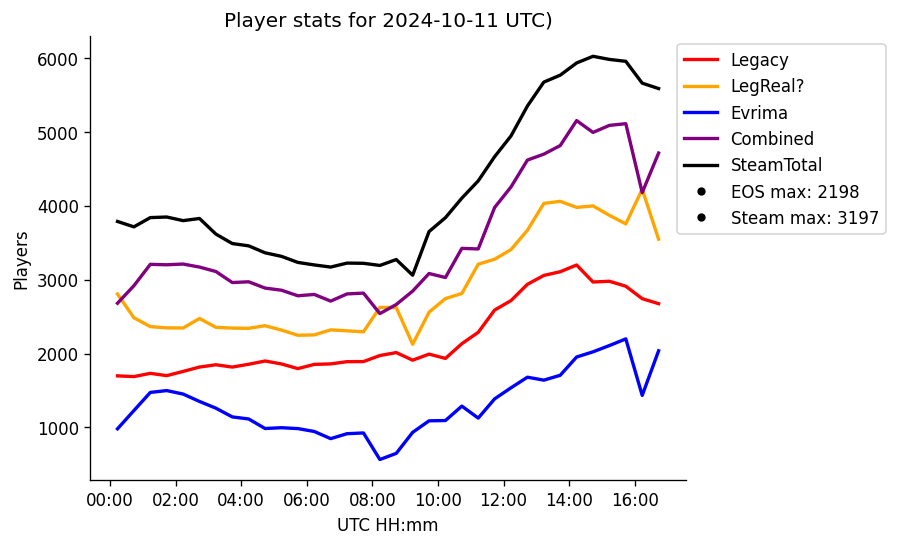 Player stats for 2024-10-11 UTC)
6000
5000
4000
3000
2000
1000
Players
00:00 02:00 04:00 06:00 08:00 10:00 12:00 14:00 16:00
UTC HH:mm
Legacy
LegReal?
Evrima
Combined
SteamTotal
EOS max: 2198
Steam max: 3197